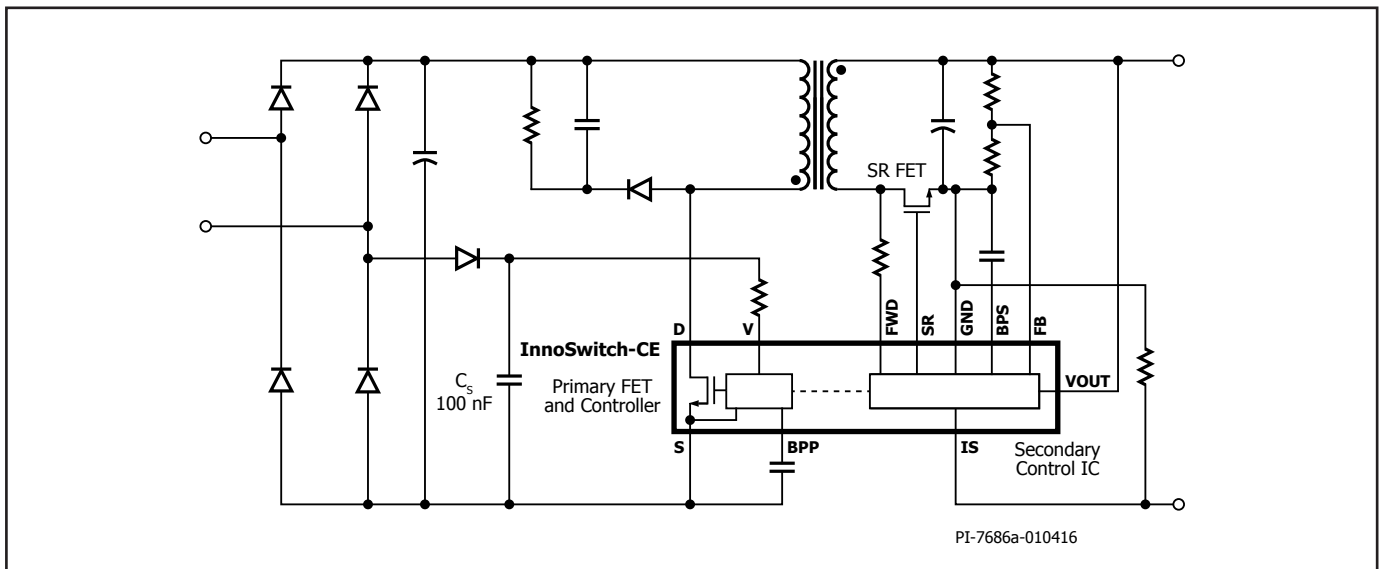 SR FET
D
V
FWD
SR
GND
BPS
FB
InnoSwitch-CE
Primary FET
and Controller
Cs
100 nF
VOUT
S
BPP
IS
Secondary
Control IC
PI-7686a-010416